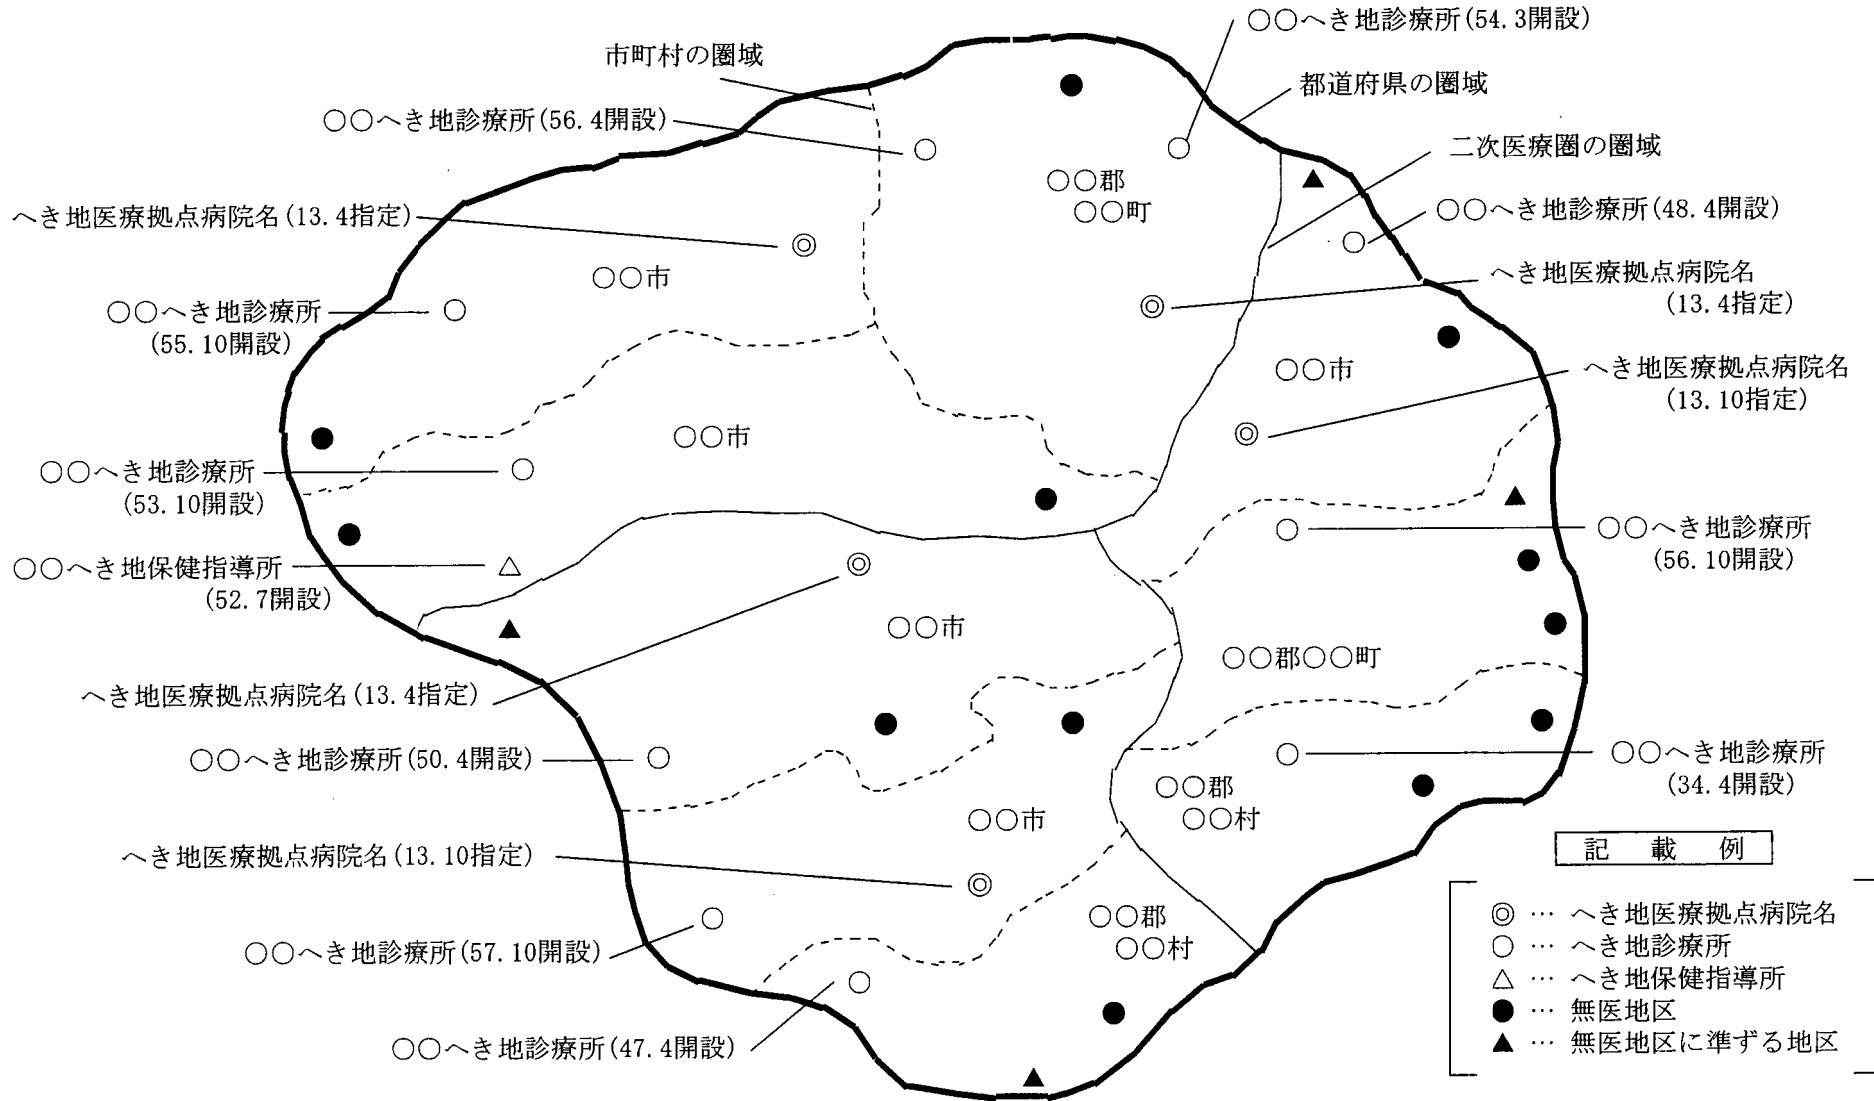 ○○へき地診療所(54.3開設)
市町村の圏域
都道府県の圏域
○○へき地診療所(56.4開設)
二次医療圏の圏域
○○郡
○○町
へき地医療拠点病院名(13.4指定)
○○へき地診療所(48.4開設)
○○市
へき地医療拠点病院名
(13.4指定)
○○へき地診療所
(55.10開設)
○○市
へき地医療拠点病院名
(13.10指定)
○○市
○○へき地診療所
(53.10開設)
○○へき地診療所
(56.10開設)
○○へき地保健指導所
(52.7開設)
○○市
○○郡○○町
へき地医療拠点病院名(13.4指定)
○○へき地診療所(50.4開設)
○○へき地診療所
(34.4開設)
○○郡
○○村
○○市
へき地医療拠点病院名(13.10指定)
○○郡
○○村
○○へき地診療所(57.10開設)
○○へき地診療所(47.4開設)
記 載 例
◎ … へき地医療拠点病院名
○ … へき地診療所
△ … へき地保健指導所
● … 無医地区
▲ … 無医地区に準ずる地区